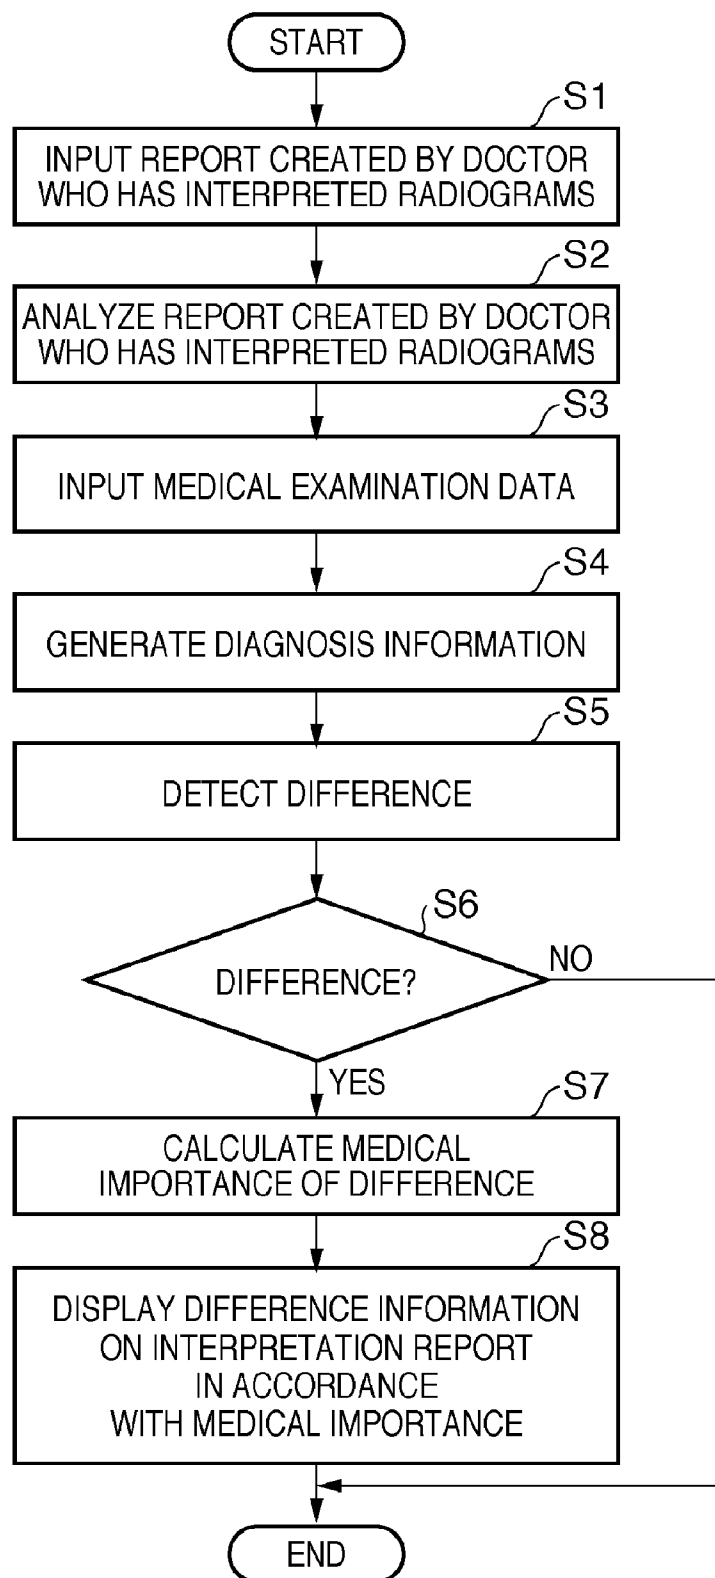 START
S1
INPUT REPORT CREATED BY DOCTOR
WHO HAS INTERPRETED RADIOGRAMS
S2
ANALYZE REPORT CREATED BY DOCTOR
WHO HAS INTERPRETED RADIOGRAMS
S3
INPUT MEDICAL EXAMINATION DATA
S4
GENERATE DIAGNOSIS INFORMATION
S5
DETECT DIFFERENCE
S6
DIFFERENCE?
NO
YES
S7
CALCULATE MEDICAL
IMPORTANCE OF DIFFERENCE
S8
DISPLAY DIFFERENCE INFORMATION
ON INTERPRETATION REPORT
IN ACCORDANCE
WITH MEDICAL IMPORTANCE
END